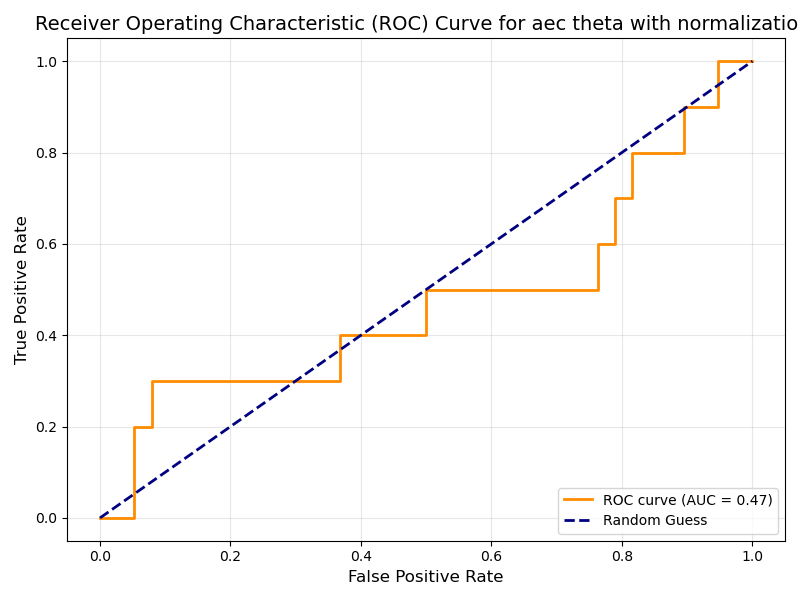 Receiver Operating Characteristic (ROC) Curve for aec theta with normalizatio
True Positive Rate
1.0
0.8
0.6
0.4
0.2
0.0
ROC curve (AUC = 0.47)
Random Guess
0.0 0.2 0.4 0.6 0.8 1.0
False Positive Rate